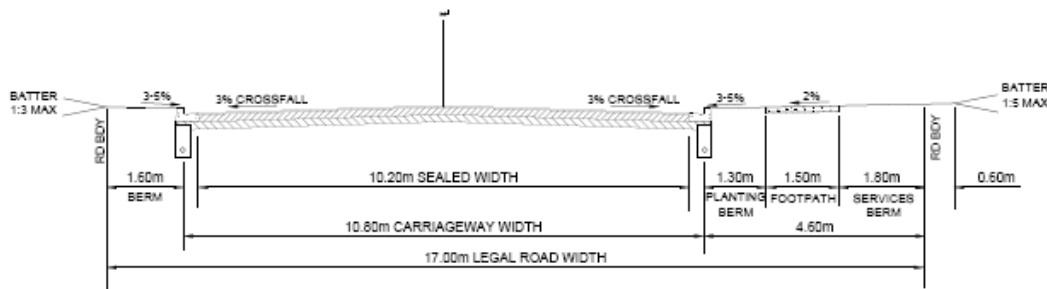 ℄
BATTER
1:3 MAX
3-5%
3% CROSSFALL
3% CROSSFALL
3-5%
2%
BATTER
1:5 MAX
RD BDY
RD BDY
1.60m
BERM
10.20m SEALED WIDTH
1.30m
PLANTING
BERM
1.50m
FOOTPATH
1.80m
SERVICES
BERM
0.60m
10.80m CARRIAGEWAY WIDTH
4.60m
17.00m LEGAL ROAD WIDTH